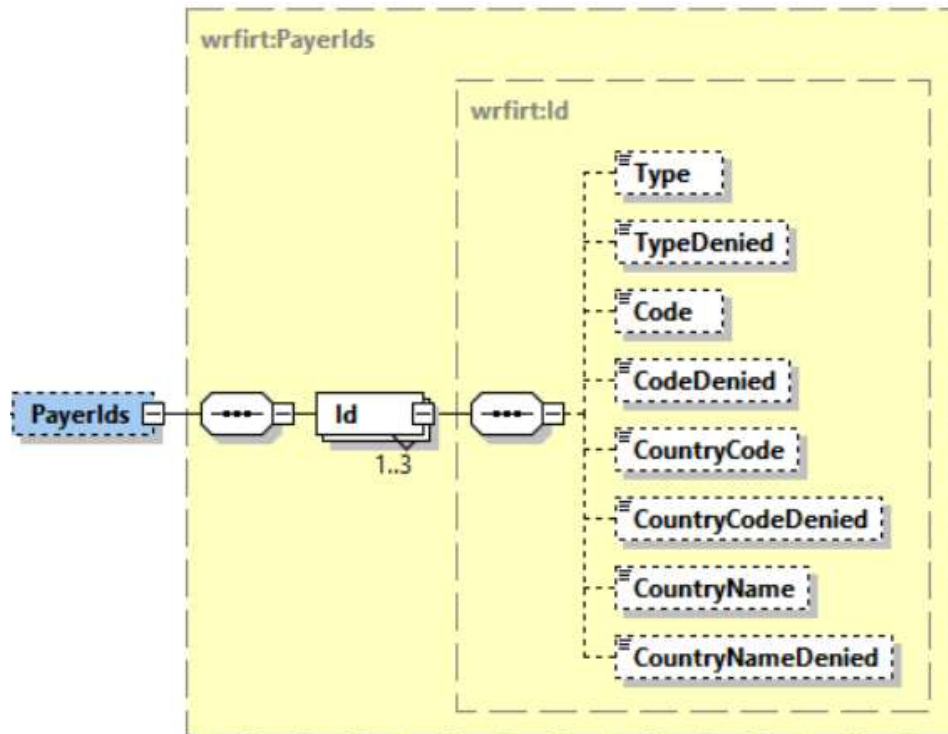 wrfirt:PayerIds
wrfirt:Id
Type
TypeDenied
Code
CodeDenied
PayerIds
Id
1..3
CountryCode
CountryCodeDenied
CountryName
CountryNameDenied